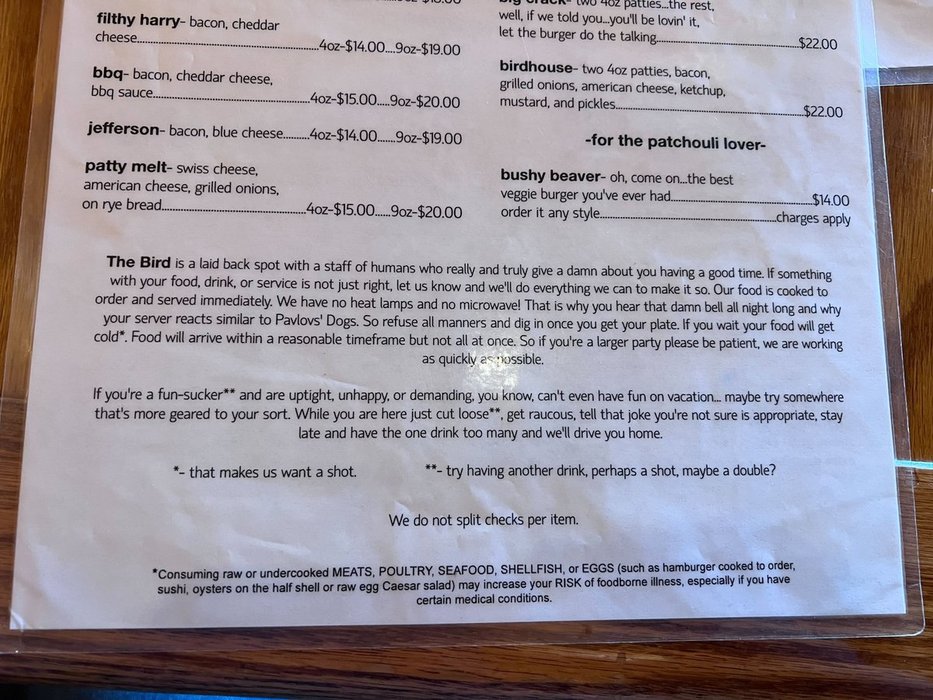 filthy harry- bacon, cheddar
cheese....................................................4oz-$14.00....9oz-$19.00
bbq- bacon, cheddar cheese,
bbq sauce.............................................4oz-$15.00.....9oz-$20.00
jefferson- bacon, blue cheese.........4oz-$14.00......9oz-$19.00
patty melt- swiss cheese,
american cheese, grilled onions,
on rye bread..........................................4oz-$15.00.....9oz-$20.00
two 4oz patties...the rest,
well, if we told you...you'll be lovin' it,
let the burger do the talking..........................................$22.00
birdhouse- two 4oz patties, bacon,
grilled onions, american cheese, ketchup,
mustard, and pickles.......................................................$22.00
-for the patchouli lover-
bushy beaver- oh, come on...the best
veggie burger you've ever had..........................................$14.00
order it any style....................................................charges apply
The Bird is a laid back spot with a staff of humans who really and truly give a damn about you having a good time. If something
with your food, drink, or service is not just right, let us know and we'll do everything we can to make it so. Our food is cooked to
order and served immediately. We have no heat lamps and no microwave! That is why you hear that damn bell all night long and why
your server reacts similar to Pavlovs' Dogs. So refuse all manners and dig in once you get your plate. If you wait your food will get
cold*. Food will arrive within a reasonable timeframe but not all at once. So if you're a larger party please be patient, we are working
as quickly as possible.
If you're a fun-sucker** and are uptight, unhappy, or demanding, you know, can't even have fun on vacation... maybe try somewhere
that's more geared to your sort. While you are here just cut loose**, get raucous, tell that joke you're not sure is appropriate, stay
late and have the one drink too many and we'll drive you home.
*- that makes us want a shot. **- try having another drink, perhaps a shot, maybe a double?
We do not split checks per item.
*Consuming raw or undercooked MEATS, POULTRY, SEAFOOD, SHELLFISH, or EGGS (such as hamburger cooked to order,
sushi, oysters on the half shell or raw egg Caesar salad) may increase your RISK of foodborne illness, especially if you have
certain medical conditions.